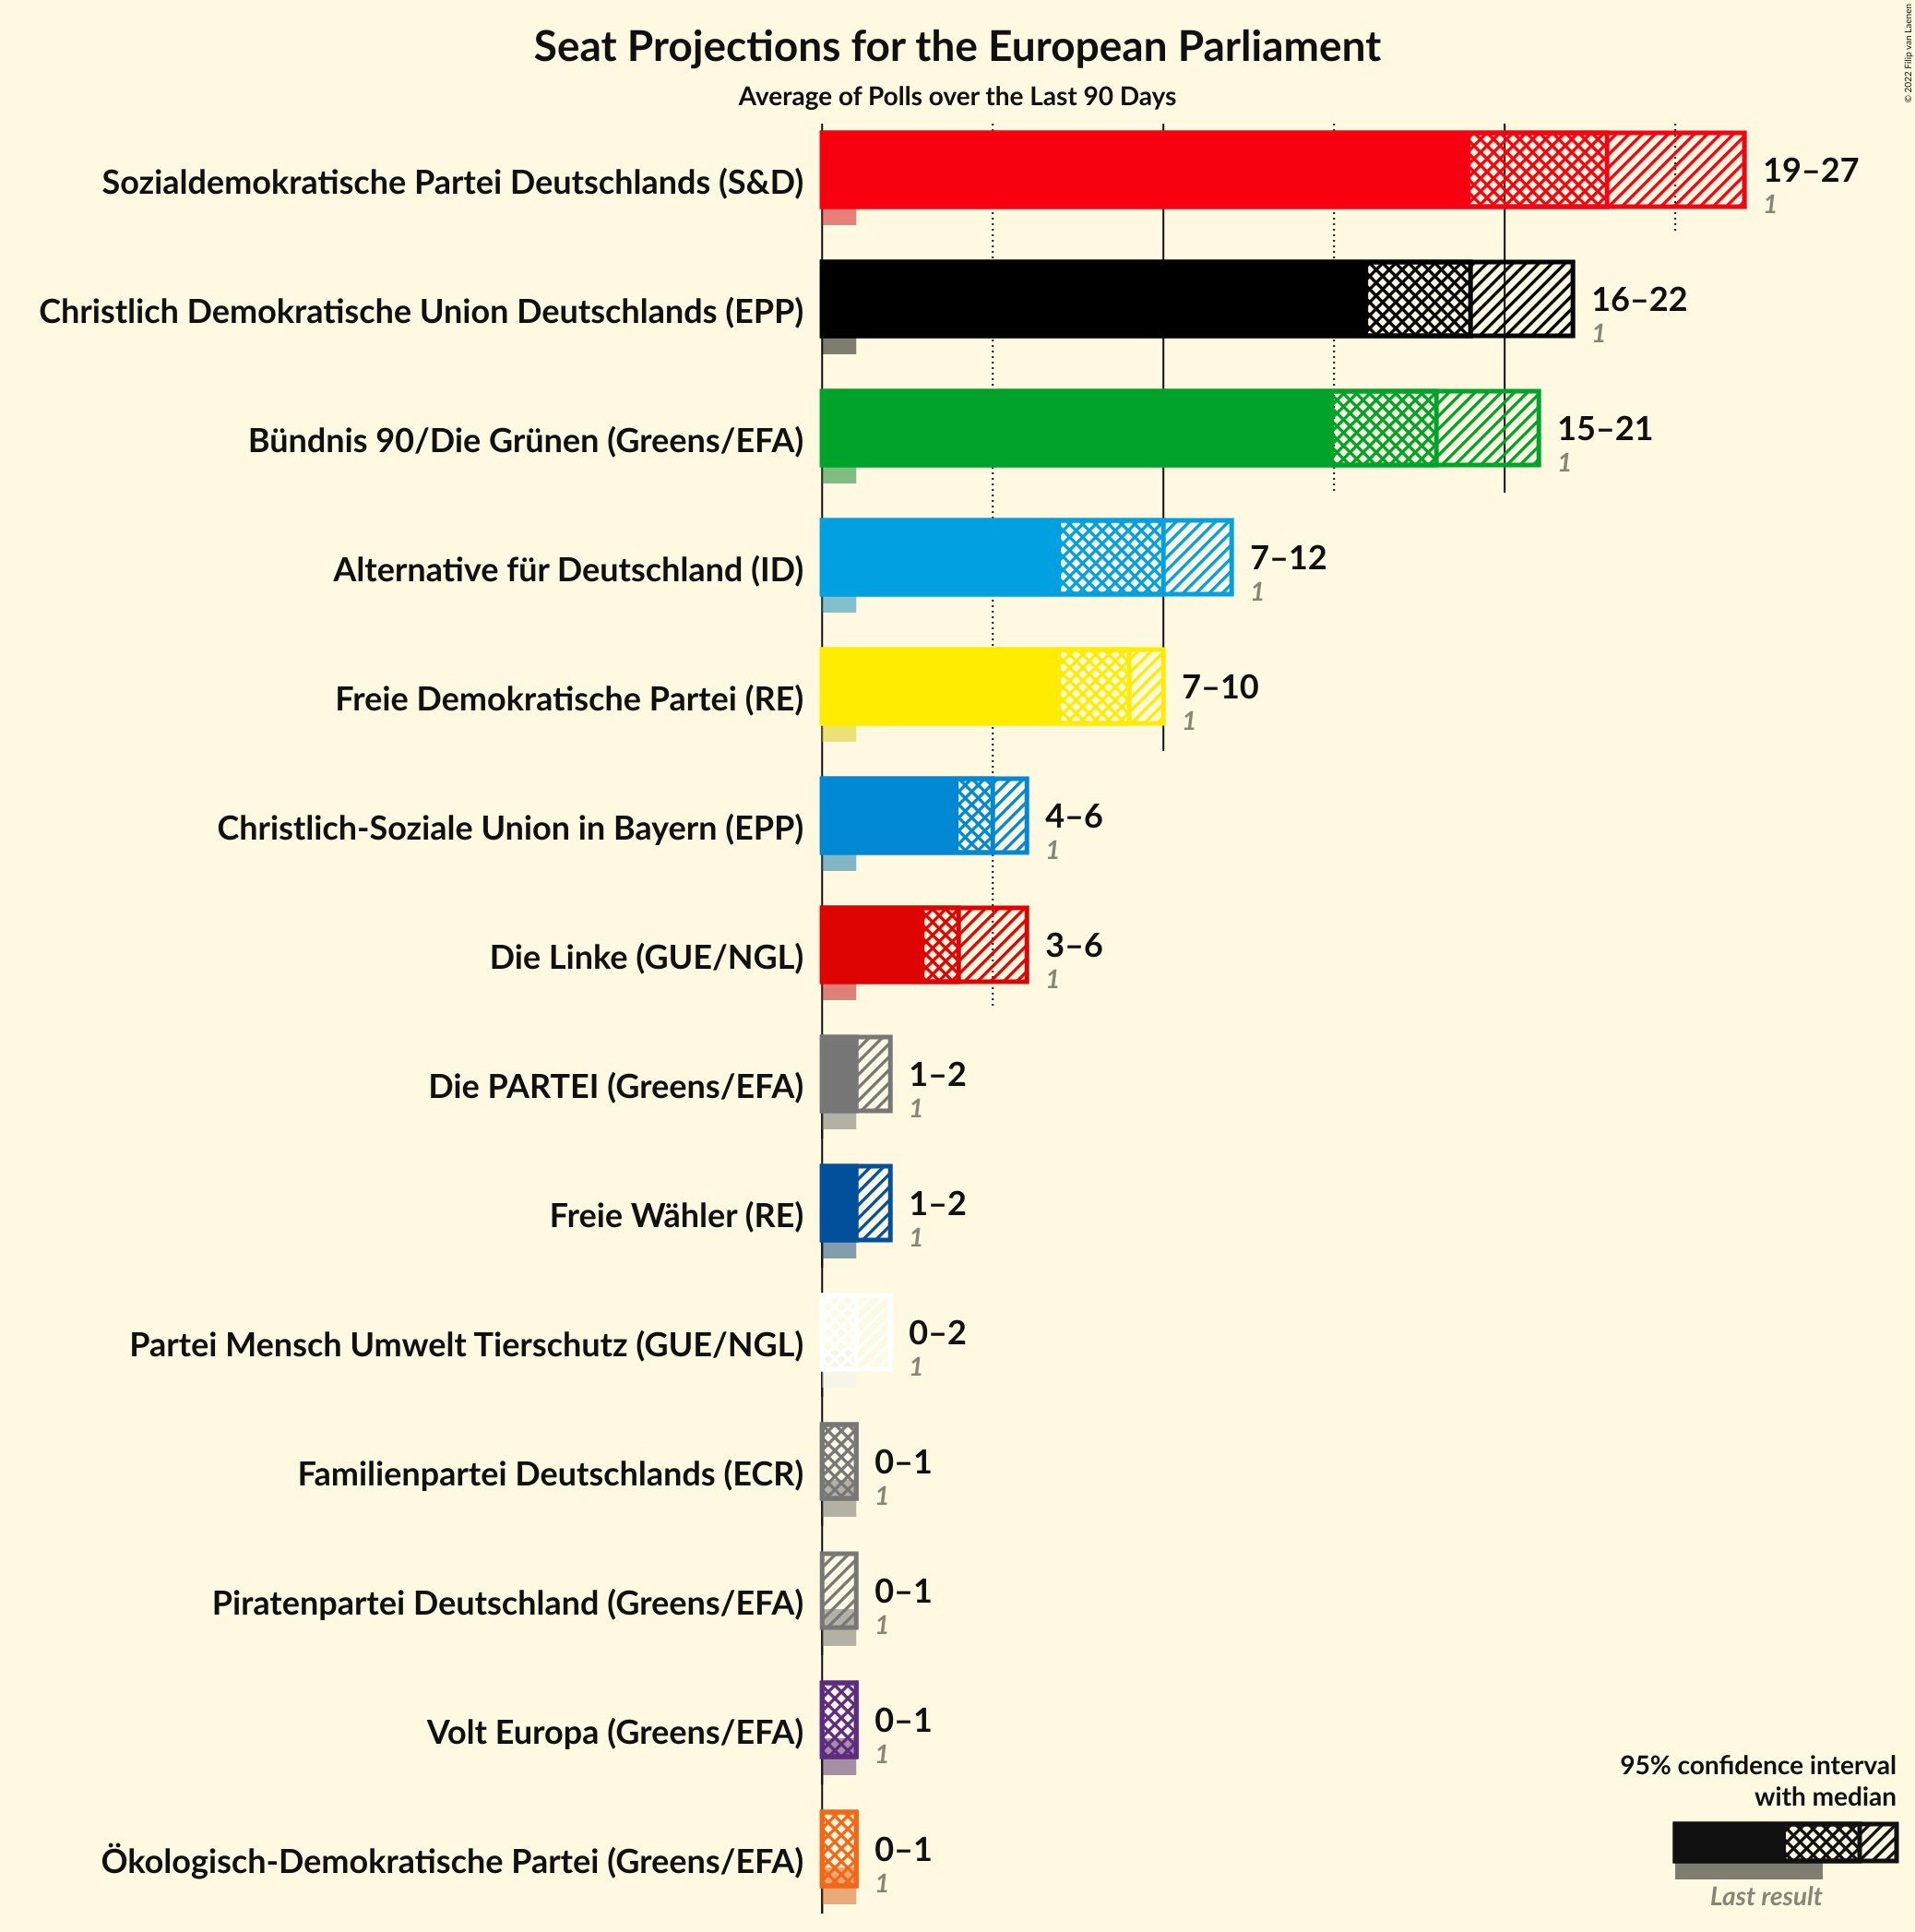 Seat Projections for the European Parliament
Average of Polls over the Last 90 Days
© 2022 Filip van Laenen
Sozialdemokratische Partei Deutschlands (S&D)
19–27
1
Christlich Demokratische Union Deutschlands (EPP)
16–22
1
Bündnis 90/Die Grünen (Greens/EFA)
15–21
1
Alternative für Deutschland (ID)
7–12
1
Freie Demokratische Partei (RE)
7–10
1
Christlich-Soziale Union in Bayern (EPP)
4–6
1
Die Linke (GUE/NGL)
3–6
1
Die PARTEI (Greens/EFA)
1–2
1
Freie Wähler (RE)
1–2
1
Partei Mensch Umwelt Tierschutz (GUE/NGL)
0–2
1
Familienpartei Deutschlands (ECR)
0–1
1
Piratenpartei Deutschland (Greens/EFA)
0–1
1
Volt Europa (Greens/EFA)
0–1
1
Ökologisch-Demokratische Partei (Greens/EFA)
0–1
1
95% confidence interval
with median
Last result